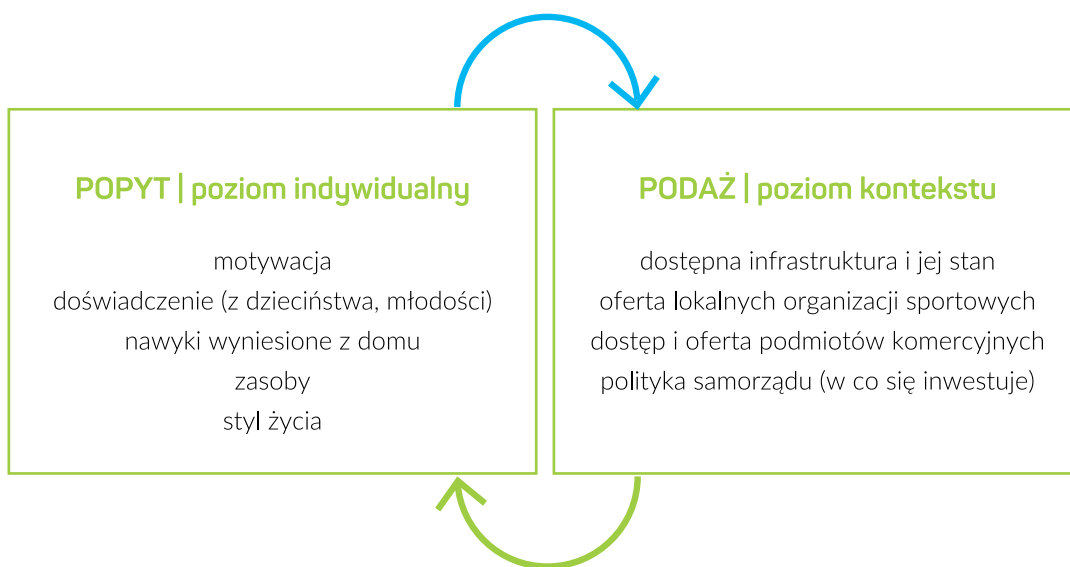 POPYT | poziom indywidualny
motywacja
doświadczenie (z dzieciństwa, młodości)
nawyki wyniesione z domu
zasoby
styl życia
PODAŻ | poziom kontekstu
dostępna infrastruktura i jej stan
oferta lokalnych organizacji sportowych
dostęp i oferta podmiotów komercyjnych
polityka samorządu (w co się inwestuje)